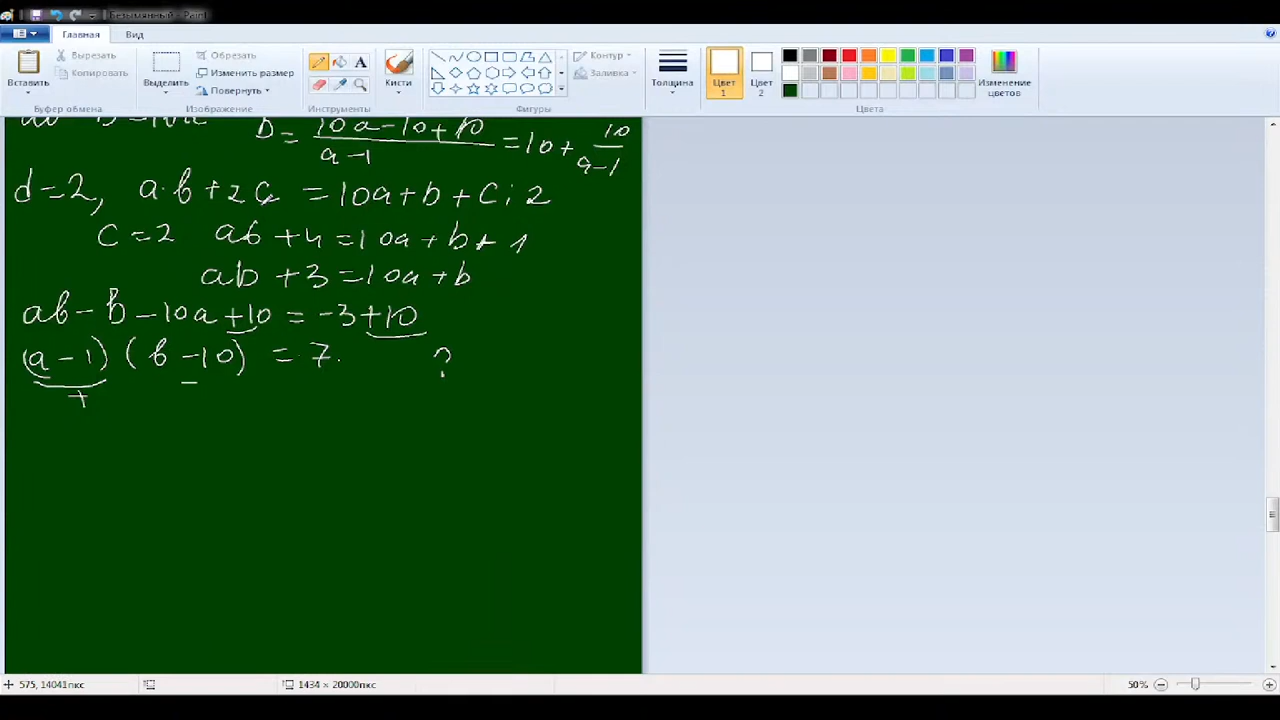 Безымянный - Paint
Главная Вид
Вставить
Вырезать
Копировать
Буфер обмена
Выделить
Обрезать
Изменить размер
Повернуть
Изображение
A
Инструменты
Кисти
Контур
Заливка
Фигуры
Толщина
Цвет 1
Цвет 2
Изменение цветов
Цвета
B = 10a-10+10 / a-1 = 10 + 10 / a-1
d=2, a·b+2c = 10a+b+c:2
c=2 ab+4=10a+b+1
ab+3=10a+b
ab-b-10a+10 = -3+10
(a-1)(b-10) = 7. ?
+ -
575, 14041пкс
1434 × 20000пкс
50%